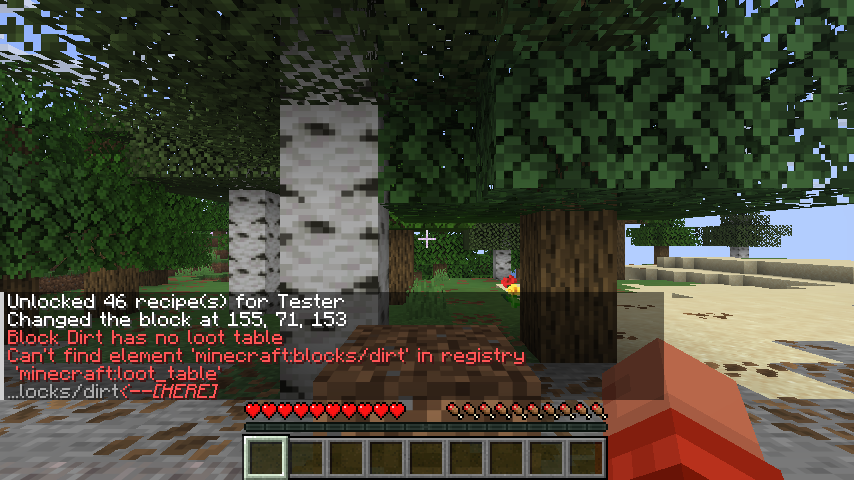 Unlocked 46 recipe(s) for Tester
Changed the block at 155, 71, 153
Block Dirt has no loot table
Can't find element 'minecraft:blocks/dirt' in registry
'minecraft:loot_table'
...locks/dirt<--[HERE]